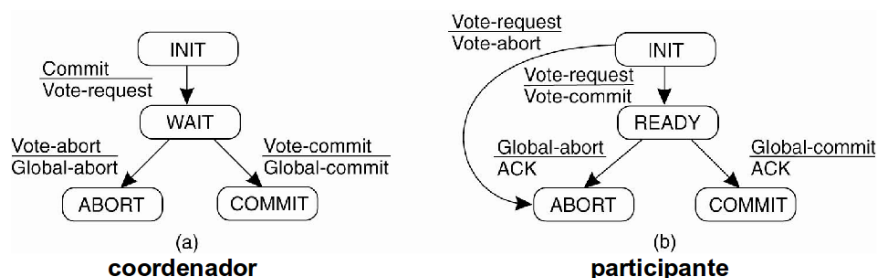 INIT
Commit
Vote-request
WAIT
Vote-abort
Global-abort
Vote-commit
Global-commit
ABORT
COMMIT
(a)
coordenador
Vote-request
Vote-abort
INIT
Vote-request
Vote-commit
READY
Global-abort
ACK
Global-commit
ACK
ABORT
COMMIT
(b)
participante